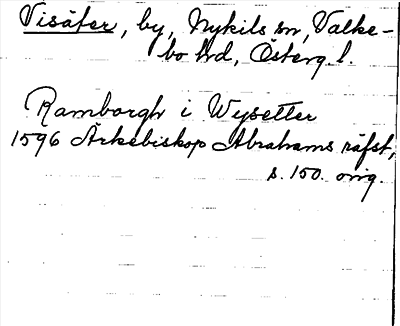 Visäter, by, Nykils sn, Valke-
bo hd, Österg. l.
Ramborgh i Wysetter
1596 Ärkebiskop Abrahams räfst,
s. 150. orig.